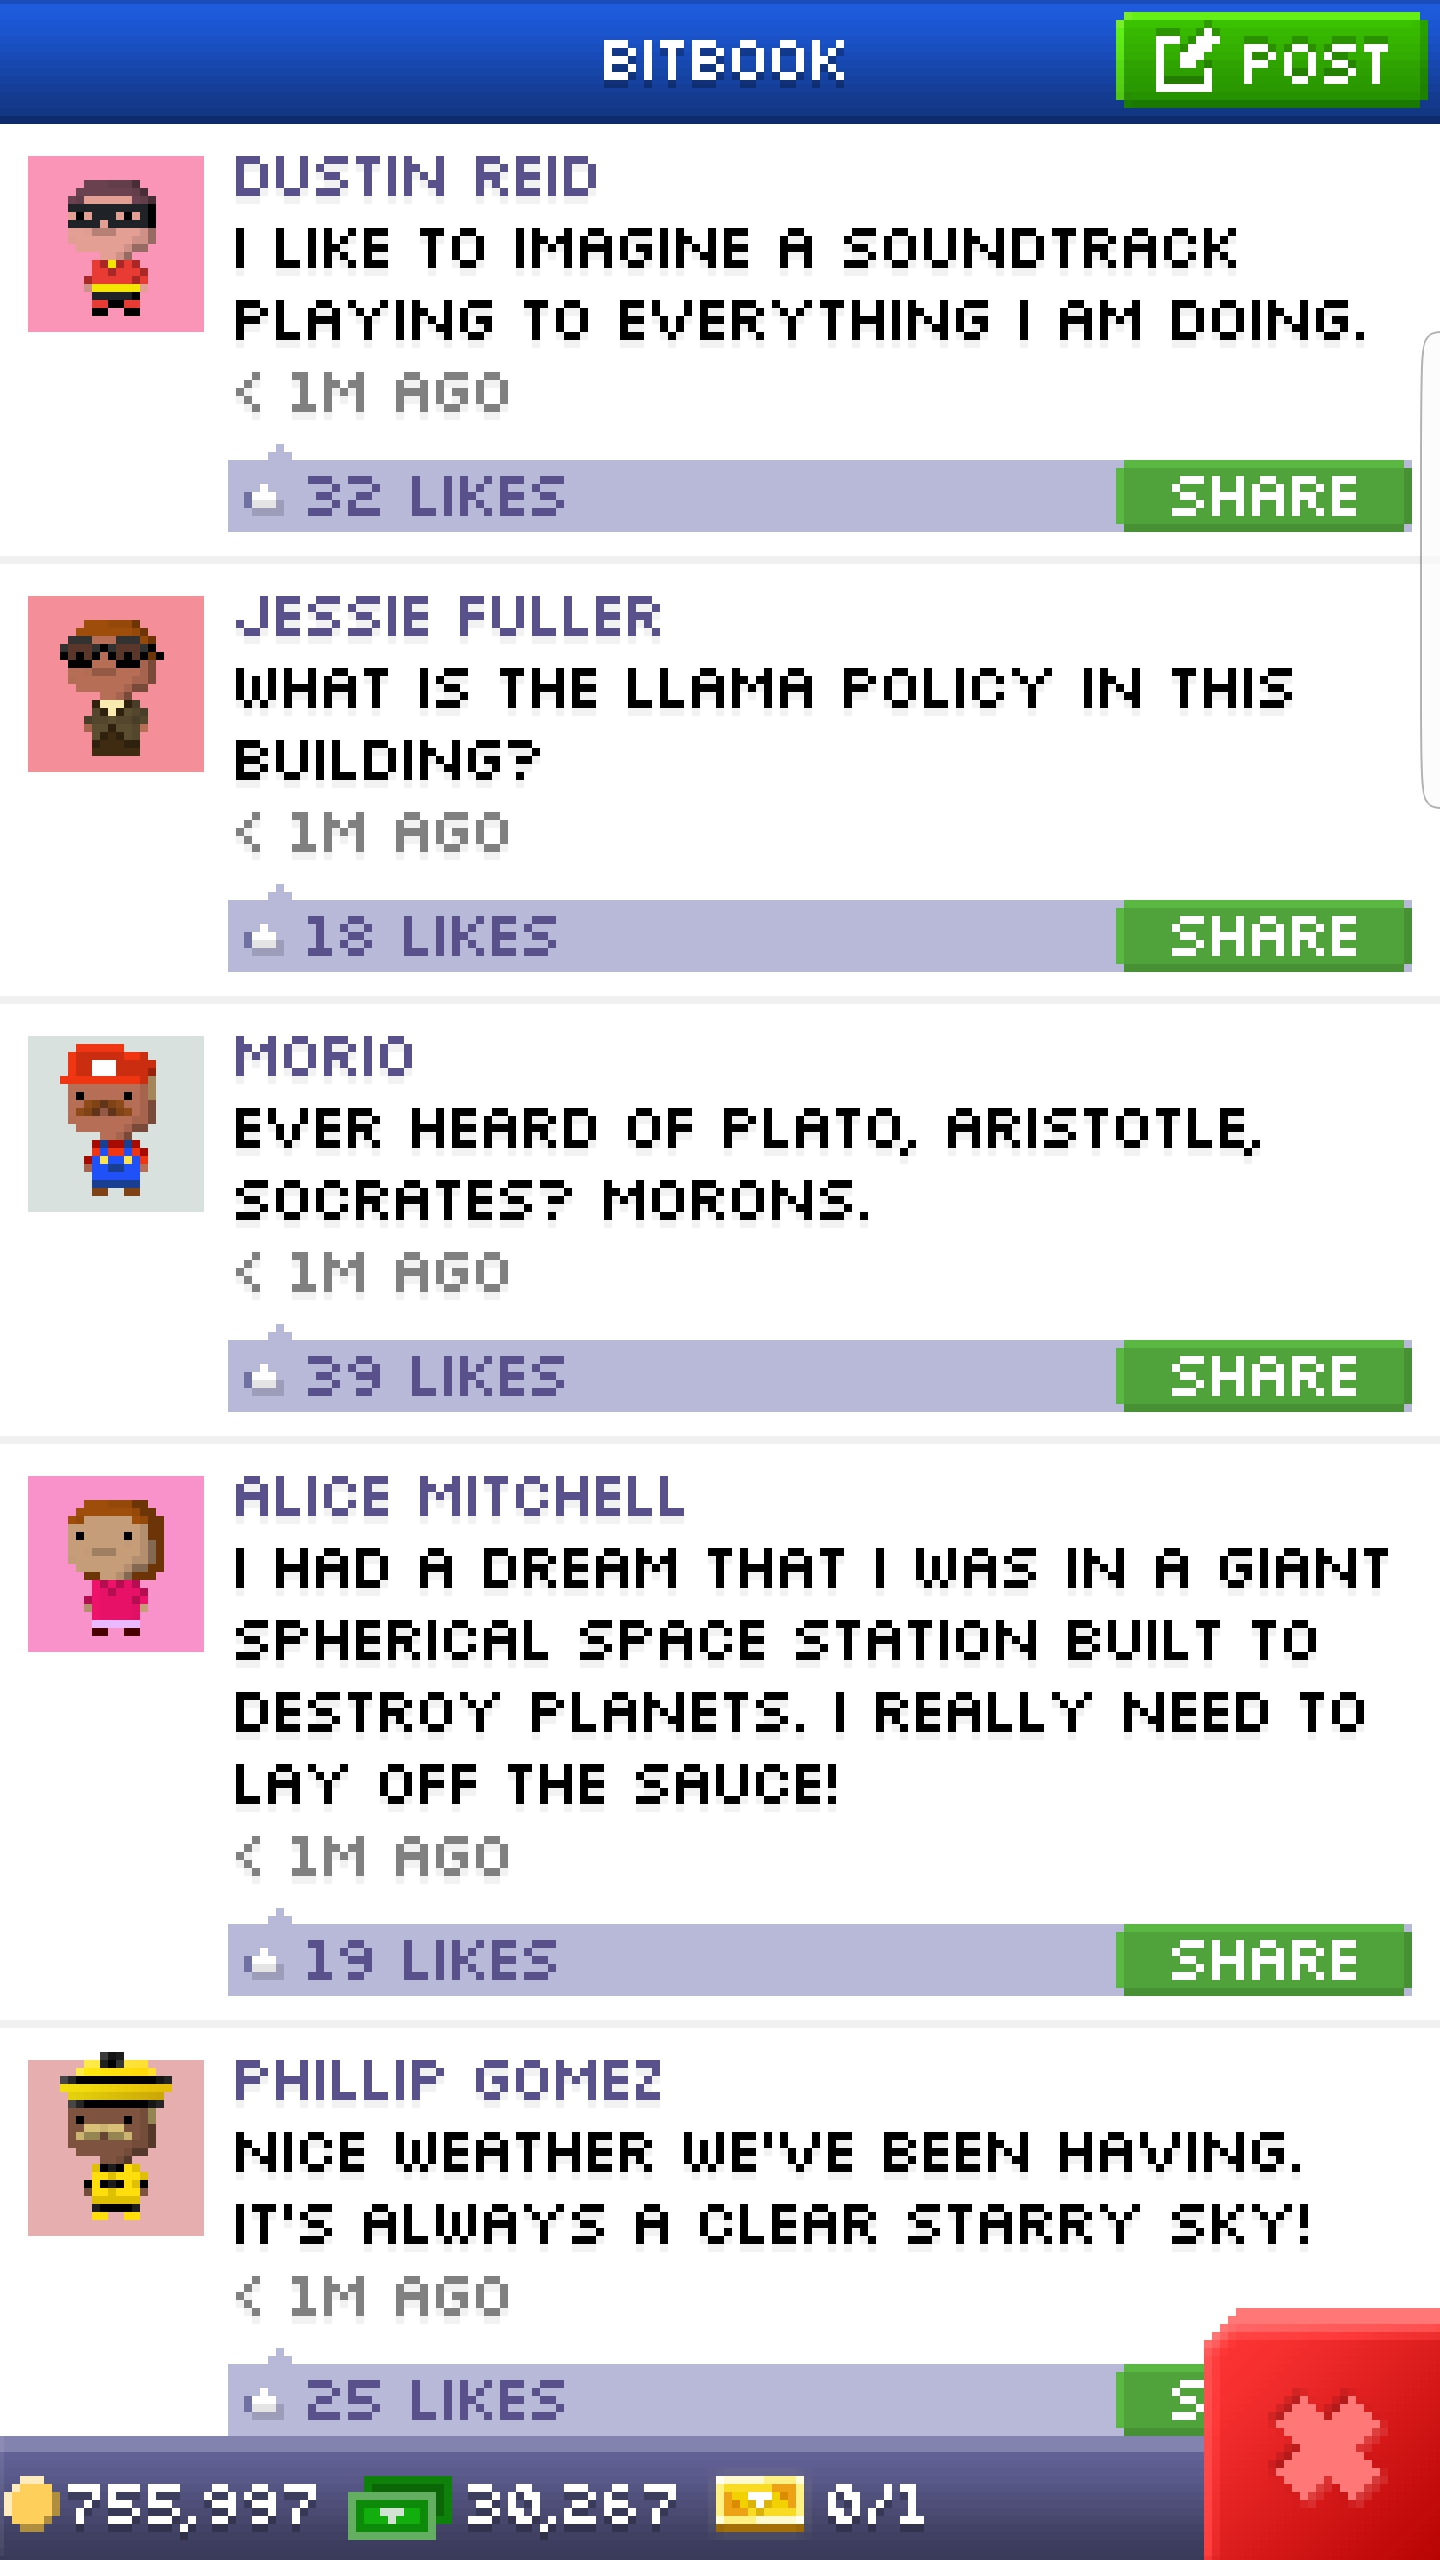 BITBOOK
POST
DUSTIN REID
I LIKE TO IMAGINE A SOUNDTRACK
PLAYING TO EVERYTHING I AM DOING.
< 1M AGO
32 LIKES
SHARE
JESSIE FULLER
WHAT IS THE LLAMA POLICY IN THIS
BUILDING?
< 1M AGO
18 LIKES
SHARE
MORIO
EVER HEARD OF PLATO, ARISTOTLE,
SOCRATES? MORONS.
< 1M AGO
39 LIKES
SHARE
ALICE MITCHELL
I HAD A DREAM THAT I WAS IN A GIANT
SPHERICAL SPACE STATION BUILT TO
DESTROY PLANETS. I REALLY NEED TO
LAY OFF THE SAUCE!
< 1M AGO
19 LIKES
SHARE
PHILLIP GOMEZ
NICE WEATHER WE'VE BEEN HAVING.
IT'S ALWAYS A CLEAR STARRY SKY!
< 1M AGO
25 LIKES
S
755,997
30,267
0/1